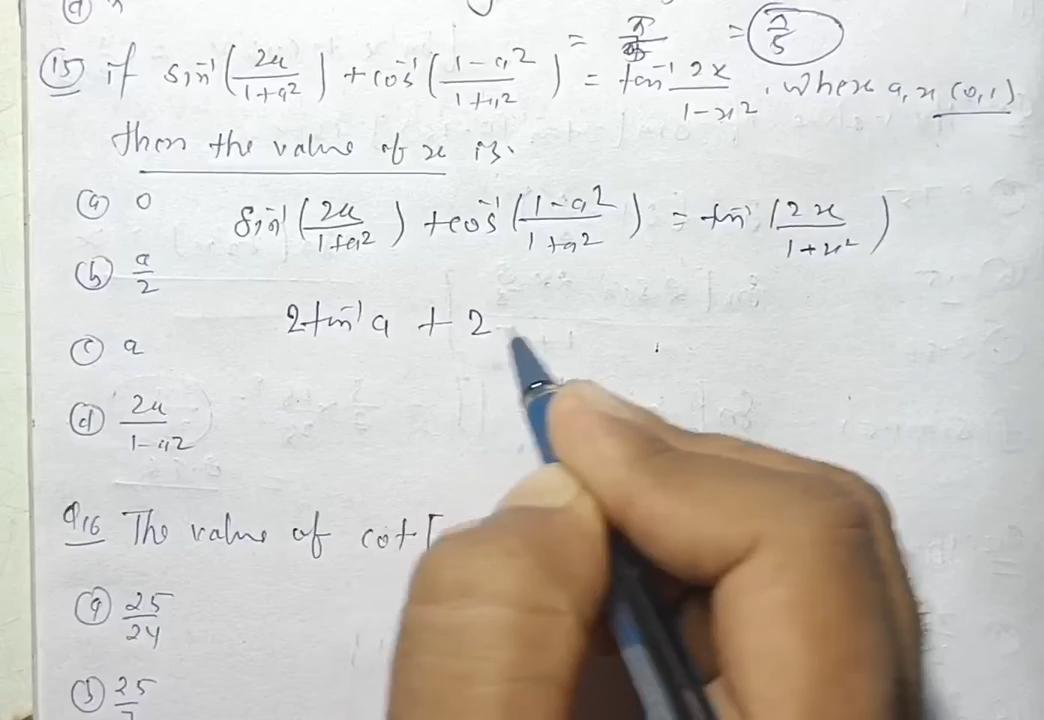 = π/ = π/5
(15) if sin⁻¹(2a/1+a²) + cos⁻¹(1-a²/1+a²) = tan⁻¹ 2x/1-x², where a, x (0,1).
then the value of x is.
(a) 0
sin⁻¹(2a/1+a²) + cos⁻¹(1-a²/1+a²) = tan⁻¹(2x/1+x²)
(b) a/2
2tan⁻¹a + 2
(c) a
(d) 2a/1-a²
Q16 The value of cot[
(a) 25/24
(b) 25/7